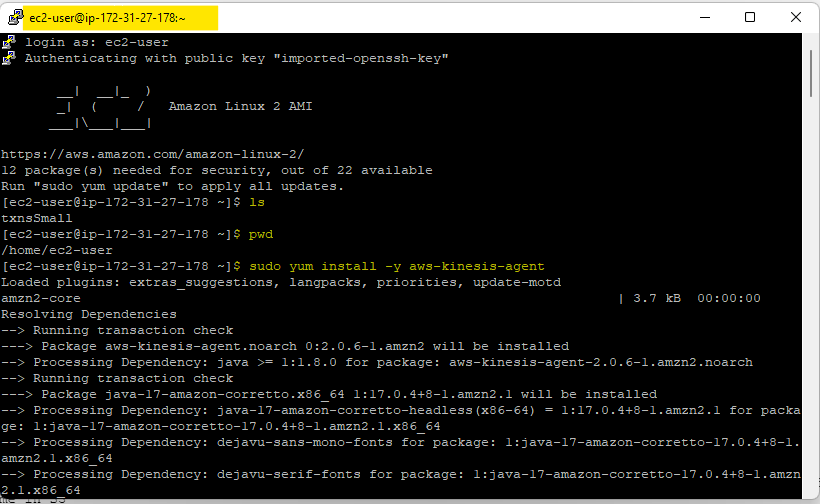 ec2-user@ip-172-31-27-178:~
login as: ec2-user
Authenticating with public key "imported-openssh-key"
       __|  __|_  )
       _|  (     /   Amazon Linux 2 AMI
      ___|\___|___|
https://aws.amazon.com/amazon-linux-2/
12 package(s) needed for security, out of 22 available
Run "sudo yum update" to apply all updates.
[ec2-user@ip-172-31-27-178 ~]$ ls
txnsSmall
[ec2-user@ip-172-31-27-178 ~]$ pwd
/home/ec2-user
[ec2-user@ip-172-31-27-178 ~]$ sudo yum install -y aws-kinesis-agent
Loaded plugins: extras_suggestions, langpacks, priorities, update-motd
amzn2-core | 3.7 kB  00:00:00
Resolving Dependencies
--> Running transaction check
---> Package aws-kinesis-agent.noarch 0:2.0.6-1.amzn2 will be installed
--> Processing Dependency: java >= 1:1.8.0 for package: aws-kinesis-agent-2.0.6-1.amzn2.noarch
--> Running transaction check
---> Package java-17-amazon-corretto.x86_64 1:17.0.4+8-1.amzn2.1 will be installed
--> Processing Dependency: java-17-amazon-corretto-headless(x86-64) = 1:17.0.4+8-1.amzn2.1 for packa
ge: 1:java-17-amazon-corretto-17.0.4+8-1.amzn2.1.x86_64
--> Processing Dependency: dejavu-sans-mono-fonts for package: 1:java-17-amazon-corretto-17.0.4+8-1.
amzn2.1.x86_64
--> Processing Dependency: dejavu-serif-fonts for package: 1:java-17-amazon-corretto-17.0.4+8-1.amzn
2.1.x86_64